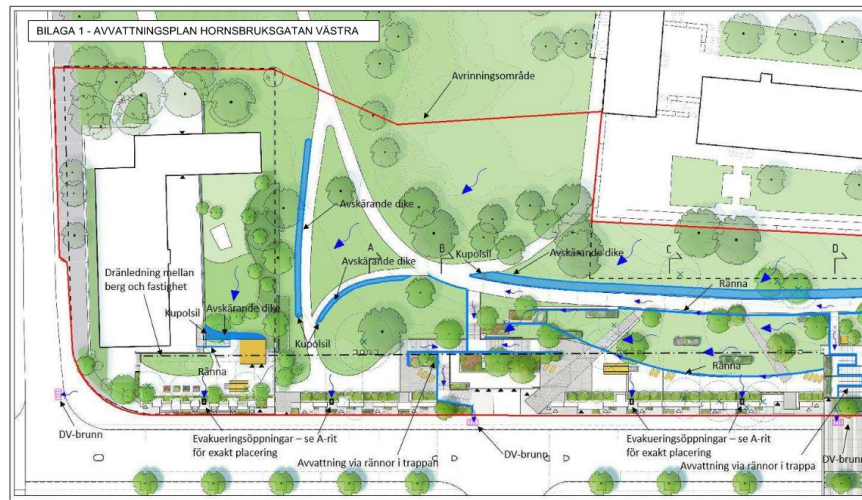 BILAGA 1 - AVVATTNINGSPLAN HORNSBRUKSGATAN VÄSTRA
Avrinningsområde
Avskärande dike
A
B
Kupolsil
Avskärande dike
C
D
Avskärande dike
Dränledning mellan
berg och fastighet
Ränna
Kupolsil
Avskärande dike
Kupolsil
Ränna
Ränna
DV-brunn
Evakueringsöppningar – se A-rit
för exakt placering
Avvattning via rännor i trappan
DV-brunn
Evakueringsöppningar – se A-rit
för exakt placering
Avvattning via rännor i trappa
DV-brunn